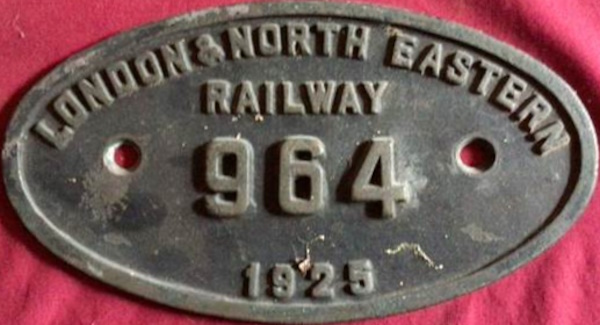 LONDON & NORTH EASTERN
RAILWAY
964
1925